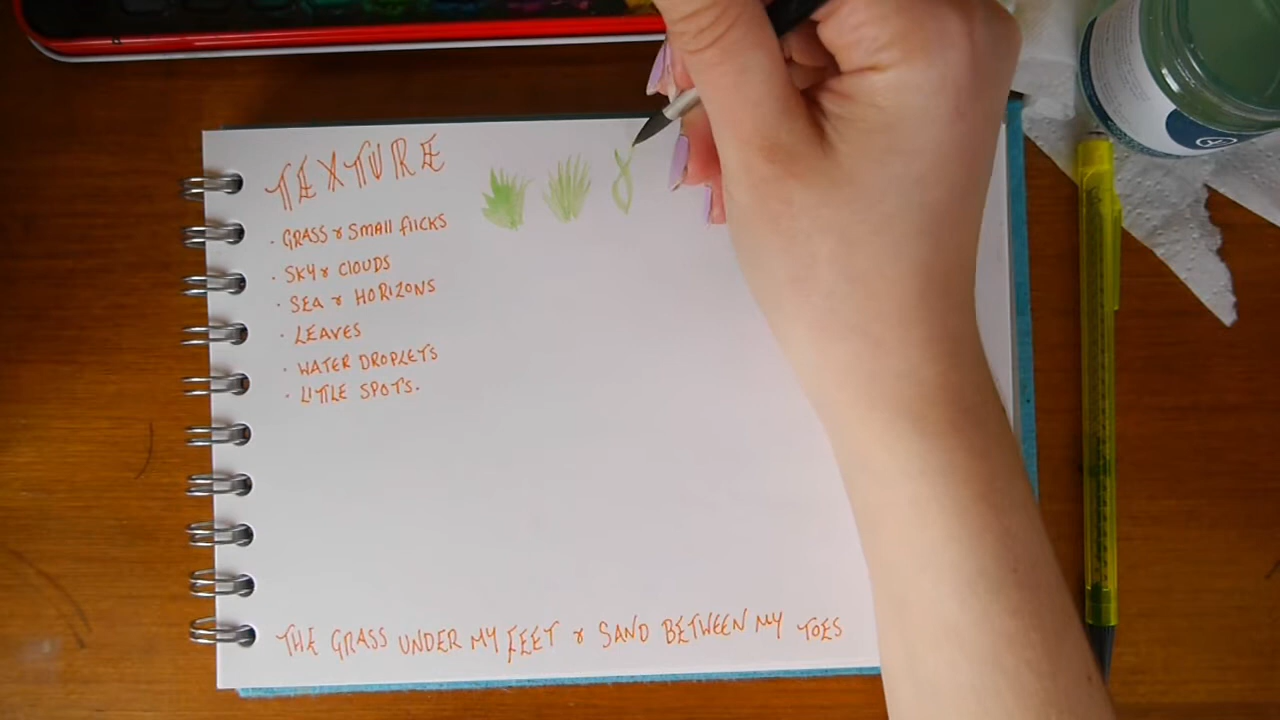 TEXTURE
· GRASS & SMAll flICKS
· SKY & CLOUDS
· SEA & HORIZONS
· LEAVES
· WATER DROPLETS
· LITTLE SPOTS.
THE GRASS UNDER MY FEET & SAND BETWEEN MY TOES